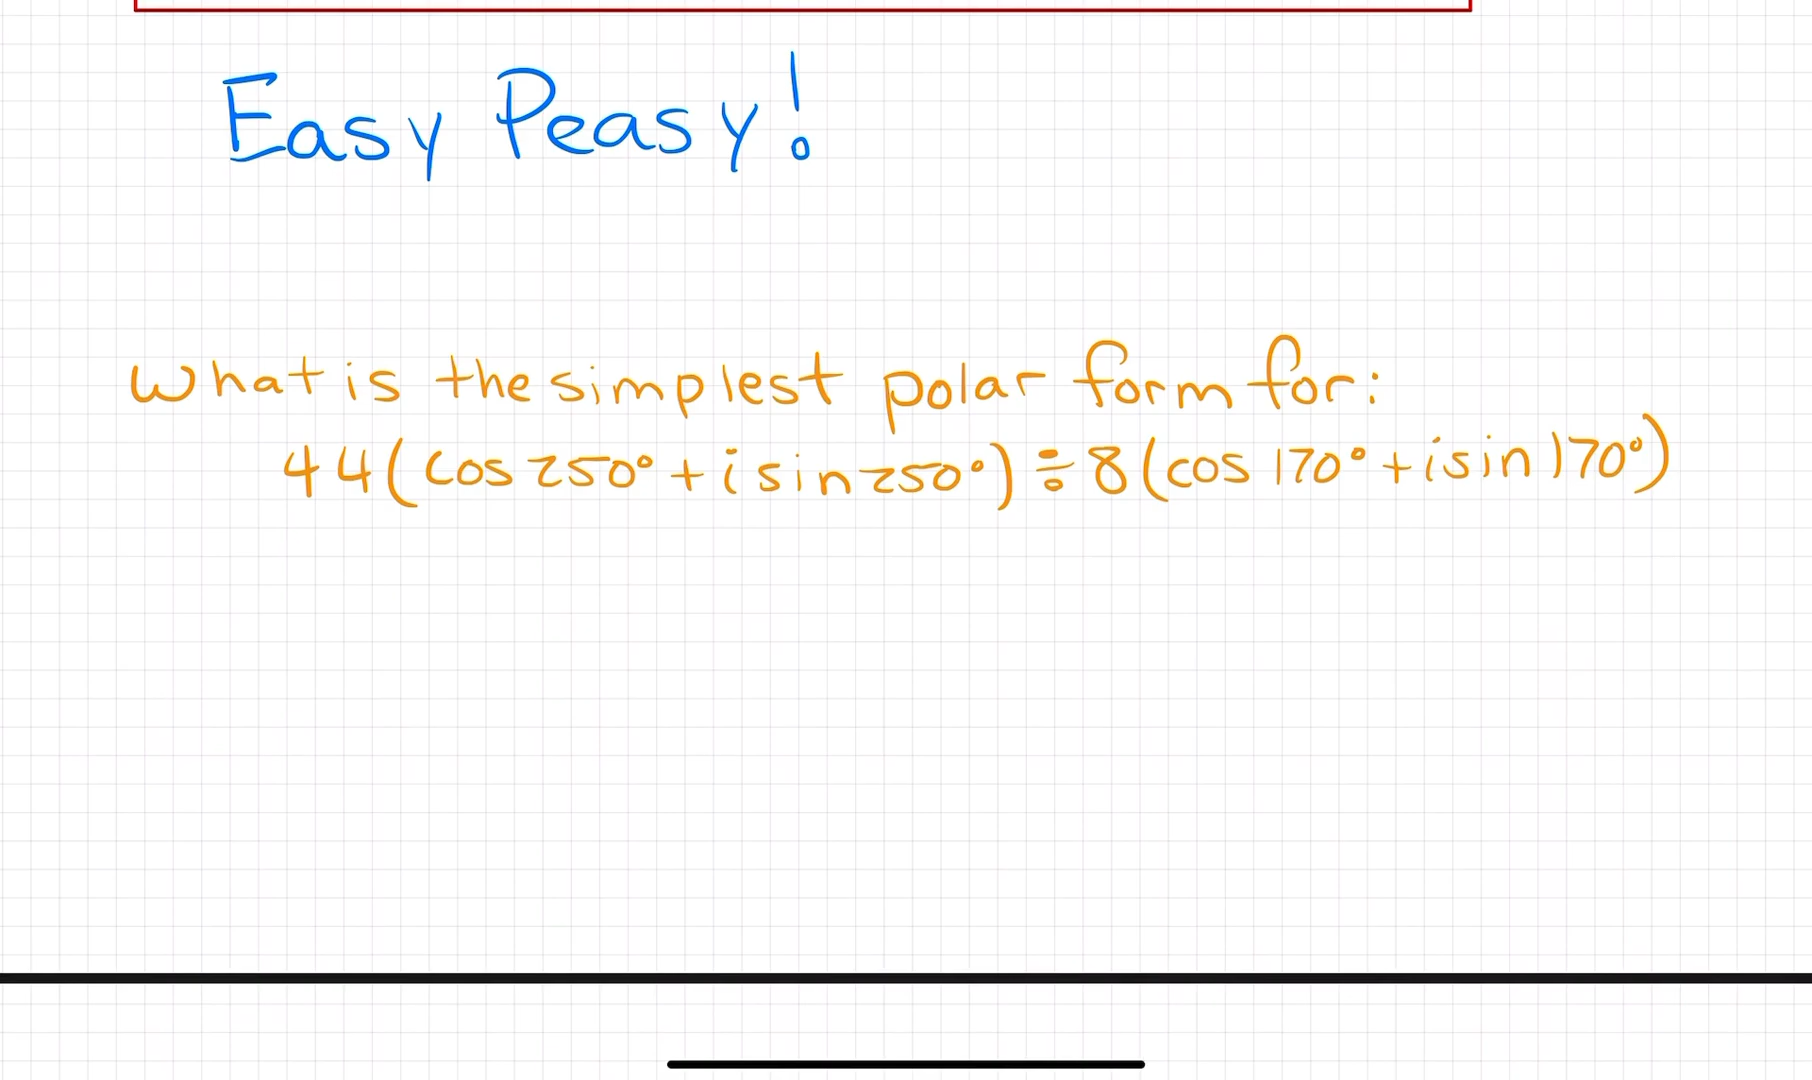 Easy Peasy!
What is the simplest polar form for:
44(cos 250° + i sin 250°) ÷ 8(cos 170° + i sin 170°)